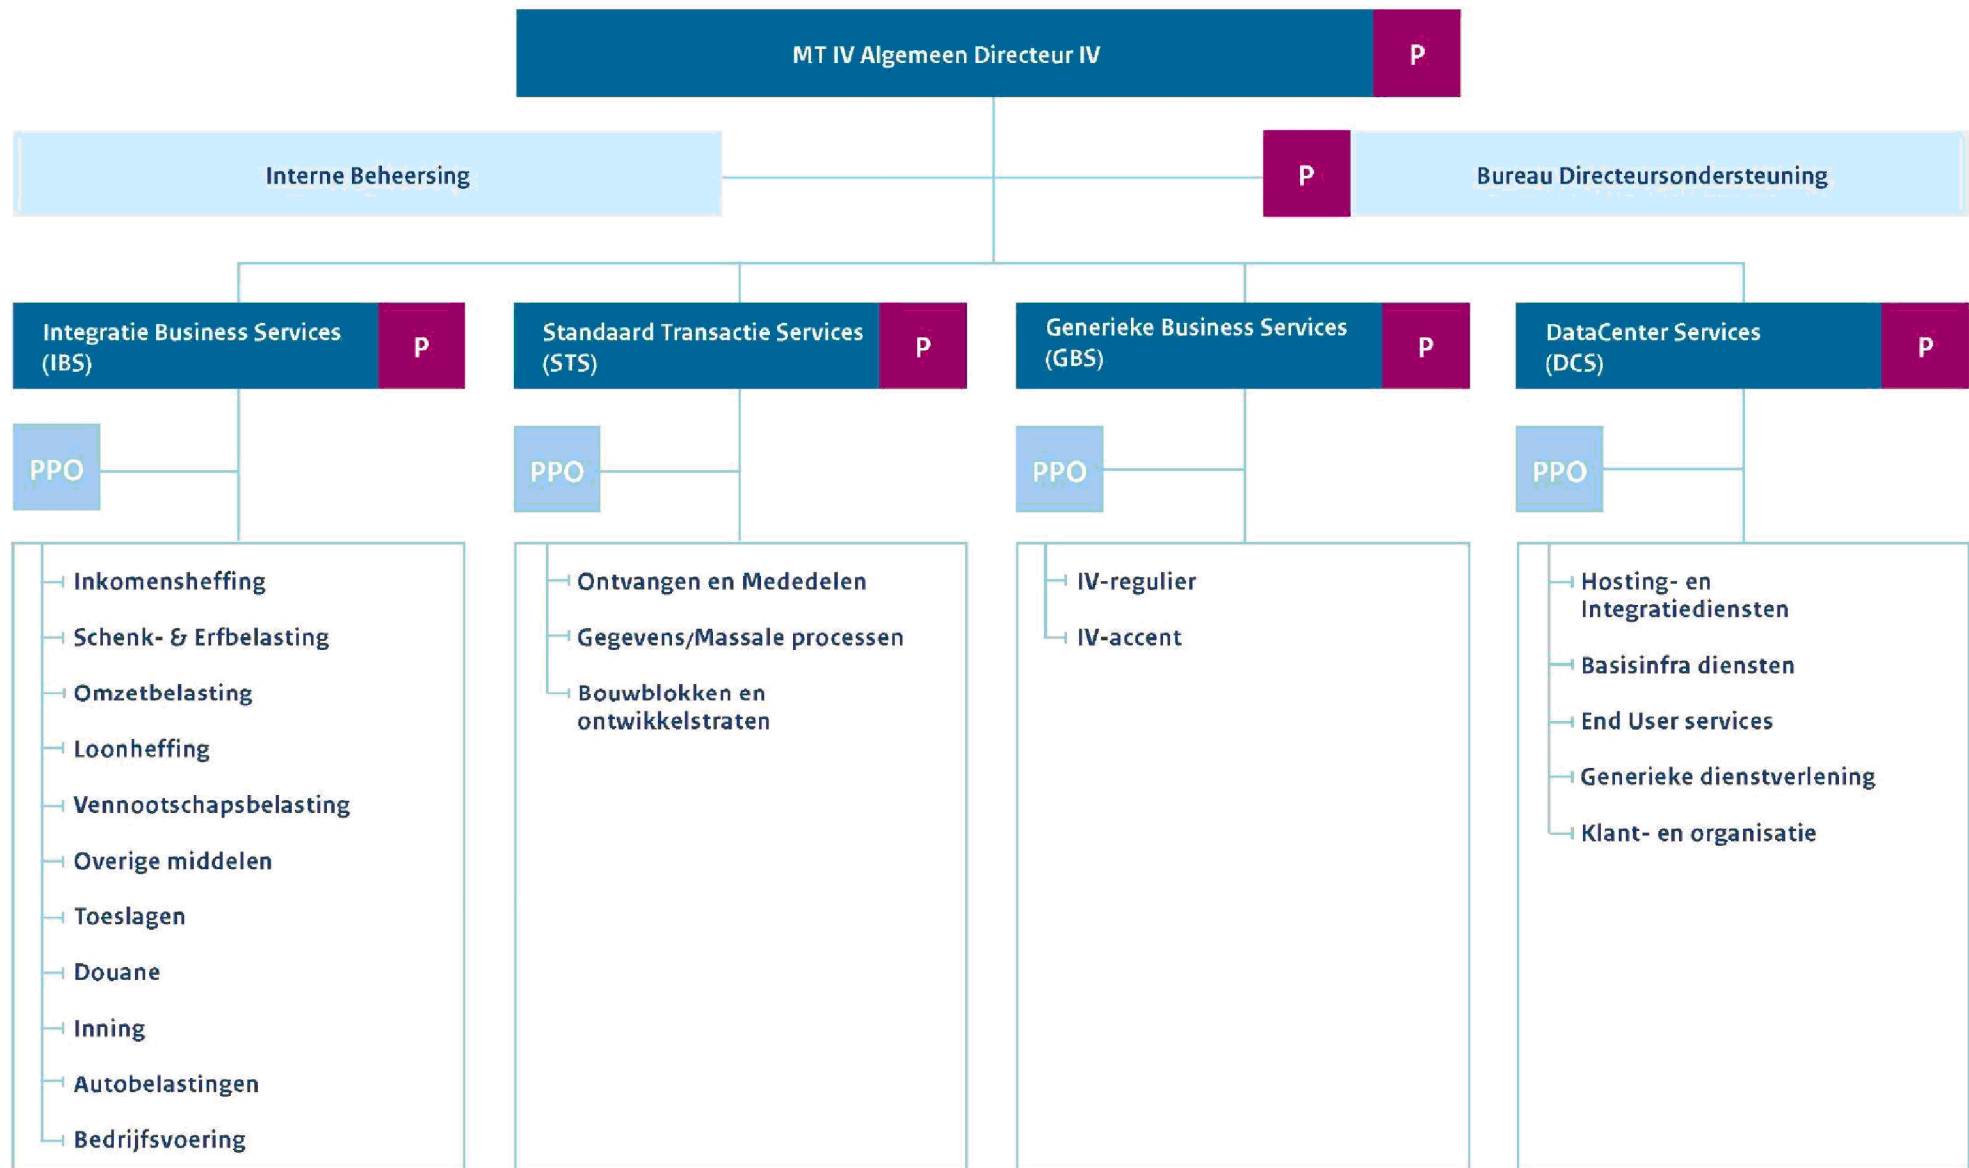 MT IV Algemeen Directeur IV
P
Interne Beheersing
P
Bureau Directeursondersteuning
Integratie Business Services
(IBS)
P
Standaard Transactie Services
(STS)
P
Generieke Business Services
(GBS)
P
DataCenter Services
(DCS)
P
PPO
PPO
PPO
PPO
Inkomensheffing
Schenk- & Erfbelasting
Omzetbelasting
Loonheffing
Vennootschapsbelasting
Overige middelen
Toeslagen
Douane
Inning
Autobelastingen
Bedrijfsvoering
Ontvangen en Mededelen
Gegevens/Massale processen
Bouwblokken en
ontwikkelstraten
IV-regulier
IV-accent
Hosting- en
Integratiediensten
Basisinfra diensten
End User services
Generieke dienstverlening
Klant- en organisatie